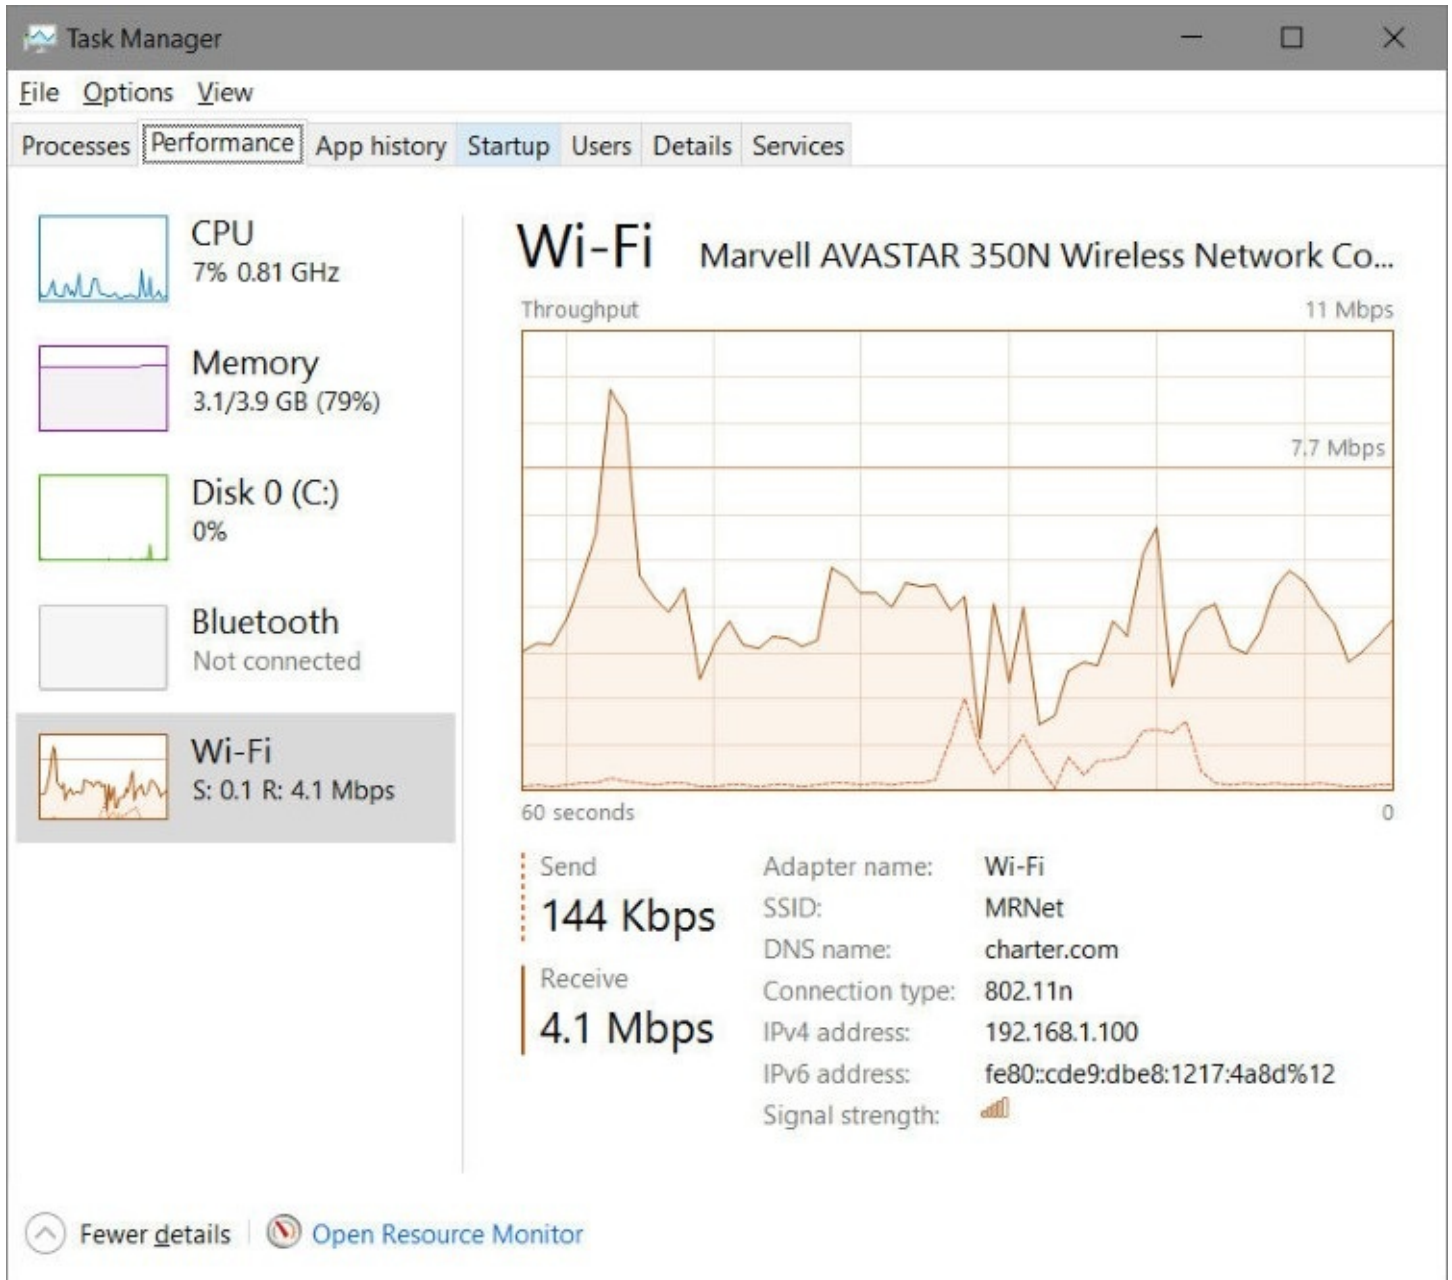 Task Manager
File Options View
Processes Performance App history Startup Users Details Services
CPU
7% 0.81 GHz
Memory
3.1/3.9 GB (79%)
Disk 0 (C:)
0%
Bluetooth
Not connected
Wi-Fi
S: 0.1 R: 4.1 Mbps
Wi-Fi Marvell AVASTAR 350N Wireless Network Co...
Throughput 11 Mbps
7.7 Mbps
60 seconds 0
Send
144 Kbps
Receive
4.1 Mbps
Adapter name: Wi-Fi
SSID: MRNet
DNS name: charter.com
Connection type: 802.11n
IPv4 address: 192.168.1.100
IPv6 address: fe80::cde9:dbe8:1217:4a8d%12
Signal strength:
Fewer details Open Resource Monitor